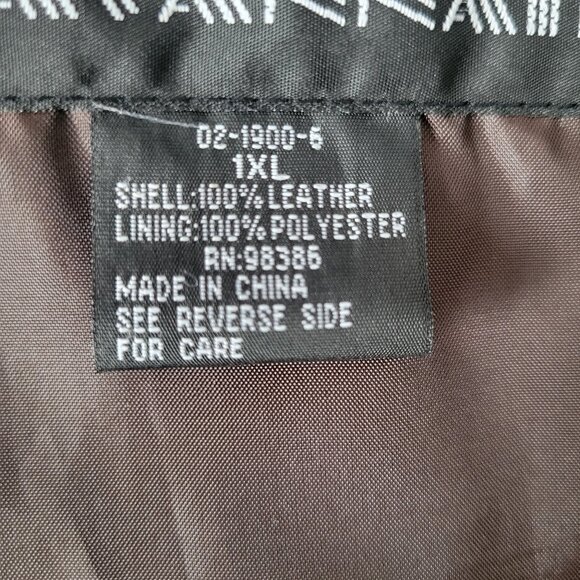 02-1900-6
1XL
SHELL:100% LEATHER
LINING:100% POLYESTER
RN:98386
MADE IN CHINA
SEE REVERSE SIDE
FOR CARE